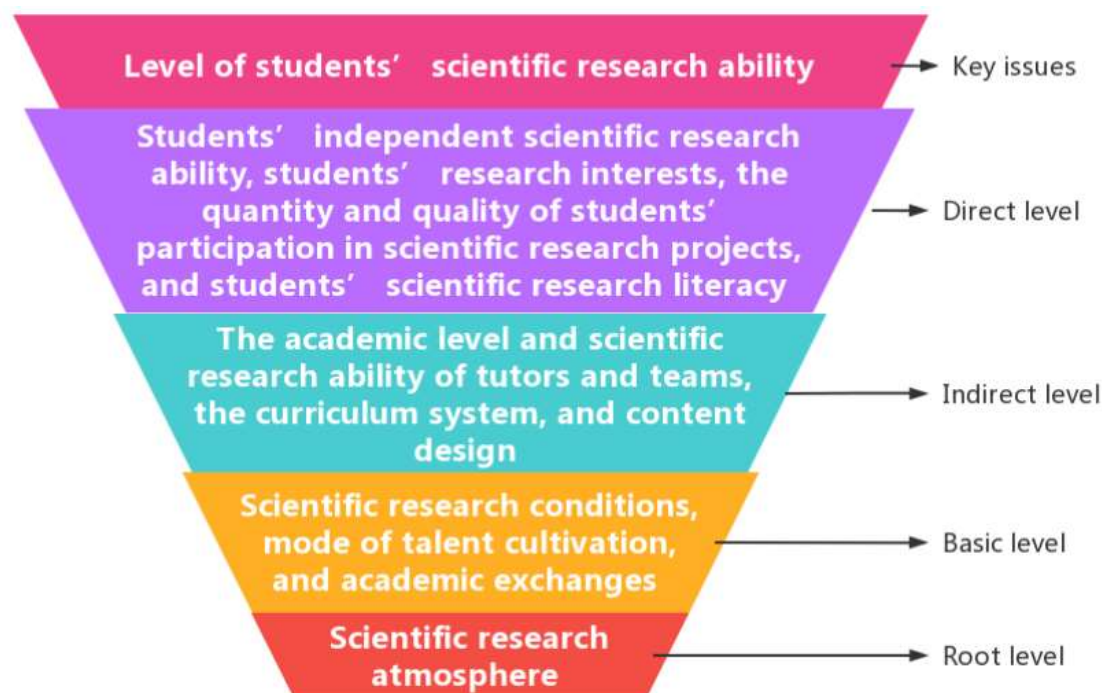 Level of students’ scientific research ability
Key issues
Students’ independent scientific research
ability, students’ research interests, the
quantity and quality of students’
participation in scientific research projects,
and students’ scientific research literacy
Direct level
The academic level and scientific
research ability of tutors and teams,
the curriculum system, and content
design
Indirect level
Scientific research conditions,
mode of talent cultivation,
and academic exchanges
Basic level
Scientific research
atmosphere
Root level